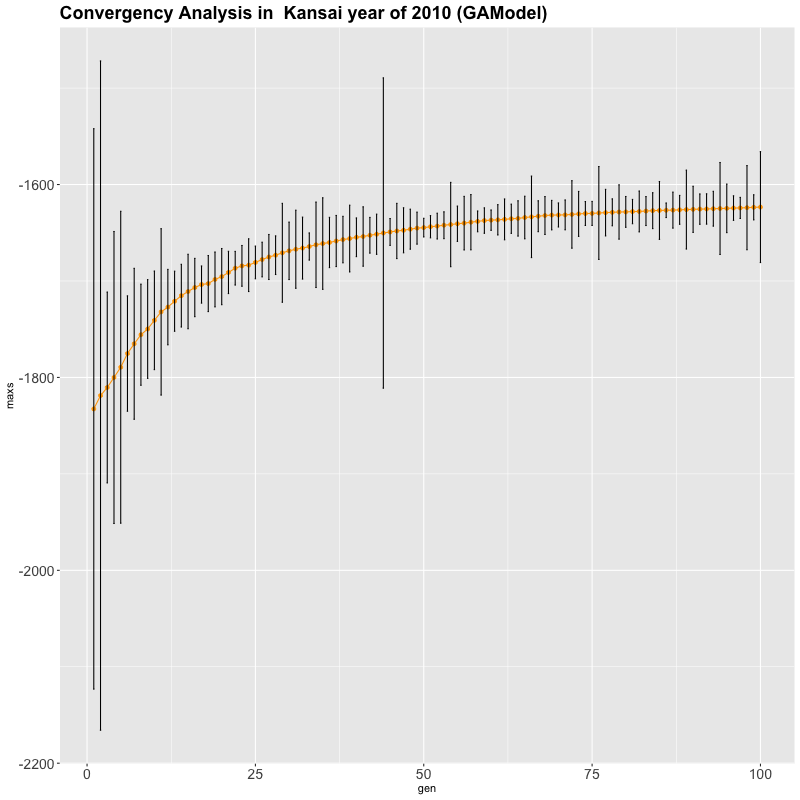 Convergency Analysis in  Kansai year of 2010 (GAModel)
-1600
-1800
maxs
-2000
-2200
0 25 50 75 100
gen